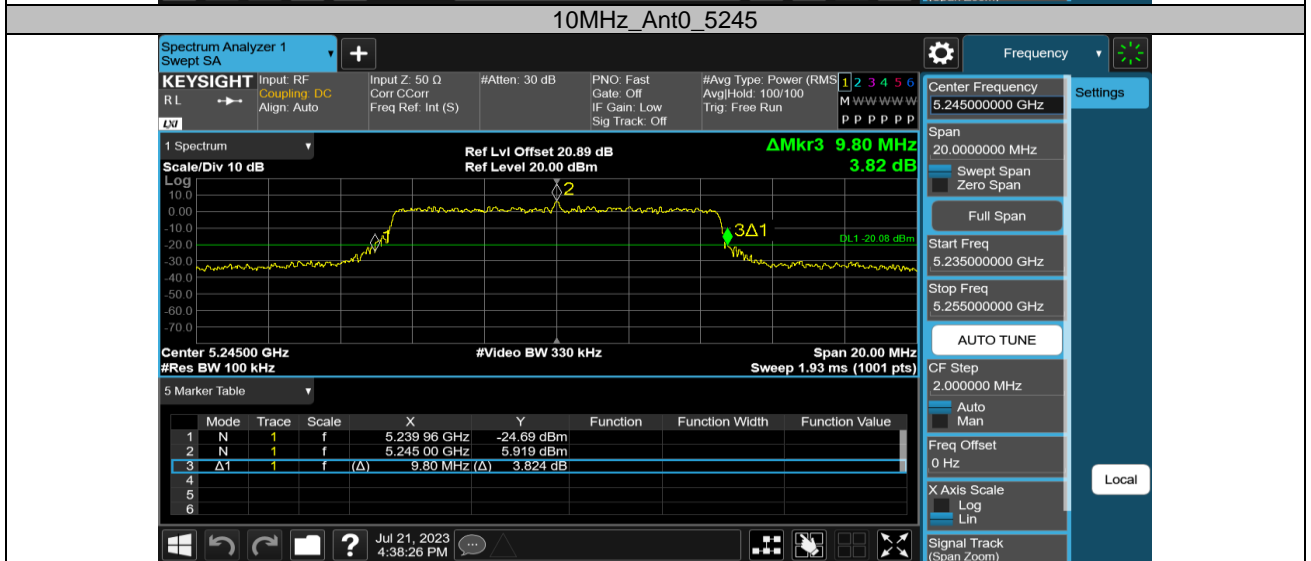 (Span Zoom)
10MHz_Ant0_5245
Spectrum Analyzer 1
Swept SA
+
Frequency
KEYSIGHT
RL
LXI
Input: RF
Coupling: DC
Align: Auto
Input Z: 50 Ω
Corr CCorr
Freq Ref: Int (S)
#Atten: 30 dB
PNO: Fast
Gate: Off
IF Gain: Low
Sig Track: Off
#Avg Type: Power (RMS
Avg|Hold: 100/100
Trig: Free Run
1 2 3 4 5 6
M W W W W W
P P P P P P
1 Spectrum
Scale/Div 10 dB
Ref Lvl Offset 20.89 dB
Ref Level 20.00 dBm
ΔMkr3 9.80 MHz
3.82 dB
Log
10.0
0.00
-10.0
-20.0
-30.0
-40.0
-50.0
-60.0
-70.0
2
1
3Δ1
DL1 -20.08 dBm
Center 5.24500 GHz
#Res BW 100 kHz
#Video BW 330 kHz
Span 20.00 MHz
Sweep 1.93 ms (1001 pts)
5 Marker Table
Mode Trace Scale X Y Function Function Width Function Value
1 N 1 f 5.239 96 GHz -24.69 dBm
2 N 1 f 5.245 00 GHz 5.919 dBm
3 Δ1 1 f (Δ) 9.80 MHz (Δ) 3.824 dB
4
5
6
?
Jul 21, 2023
4:38:26 PM
Center Frequency
5.245000000 GHz
Span
20.0000000 MHz
Swept Span
Zero Span
Full Span
Start Freq
5.235000000 GHz
Stop Freq
5.255000000 GHz
AUTO TUNE
CF Step
2.000000 MHz
Auto
Man
Freq Offset
0 Hz
X Axis Scale
Log
Lin
Signal Track
(Span Zoom)
Settings
Local